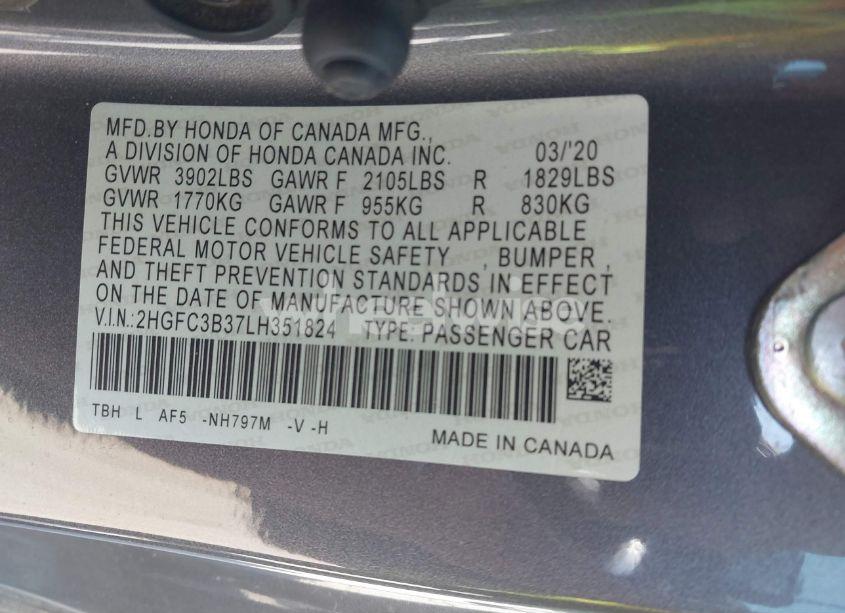 MFD.BY HONDA OF CANADA MFG.,
A DIVISION OF HONDA CANADA INC. 03/'20
GVWR 3902LBS GAWR F 2105LBS R 1829LBS
GVWR 1770KG GAWR F 955KG R 830KG
THIS VEHICLE CONFORMS TO ALL APPLICABLE
FEDERAL MOTOR VEHICLE SAFETY , BUMPER ,
AND THEFT PREVENTION STANDARDS IN EFFECT
ON THE DATE OF MANUFACTURE SHOWN ABOVE.
V.I.N.:2HGFC3B37LH351824 TYPE: PASSENGER CAR
TBH L AF5 -NH797M -V -H
MADE IN CANADA